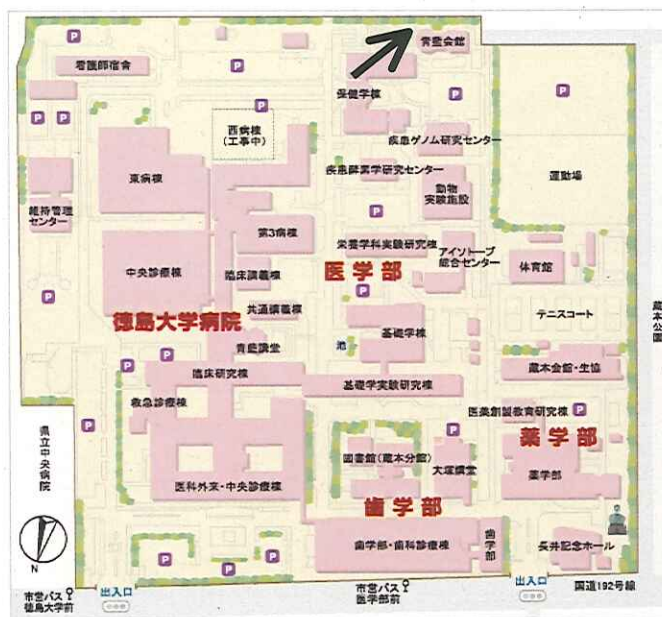 P
青藍会館
看護師宿舎
P
P
保健学棟
P
P
P
P
P
西病棟
(工事中)
疾患ゲノム研究センター
東病棟
疾患酵素学研究センター
運動場
動物
実験施設
維持管理
センター
P
第3病棟
栄養学科実験研究棟
アイソトープ
総合センター
中央診療棟
臨床講義棟
医学部
体育館
P
P
共通講義棟
テニスコート
蔵本公園
徳島大学病院
基礎学棟
青藍講堂
池
P
P
臨床研究棟
蔵本会館・生協
基礎学実験研究棟
救急診療棟
医薬創製教育研究棟
P
P
P
薬学部
県立中央病院
図書館(蔵本分館)
大塚講堂
薬学部
医科外来・中央診療棟
歯学部
歯学部・歯科診療棟
歯学部
長井記念ホール
N
P
P
P
P
市営バス
徳島大学前
出入口
市営バス
医学部前
出入口
国道192号線